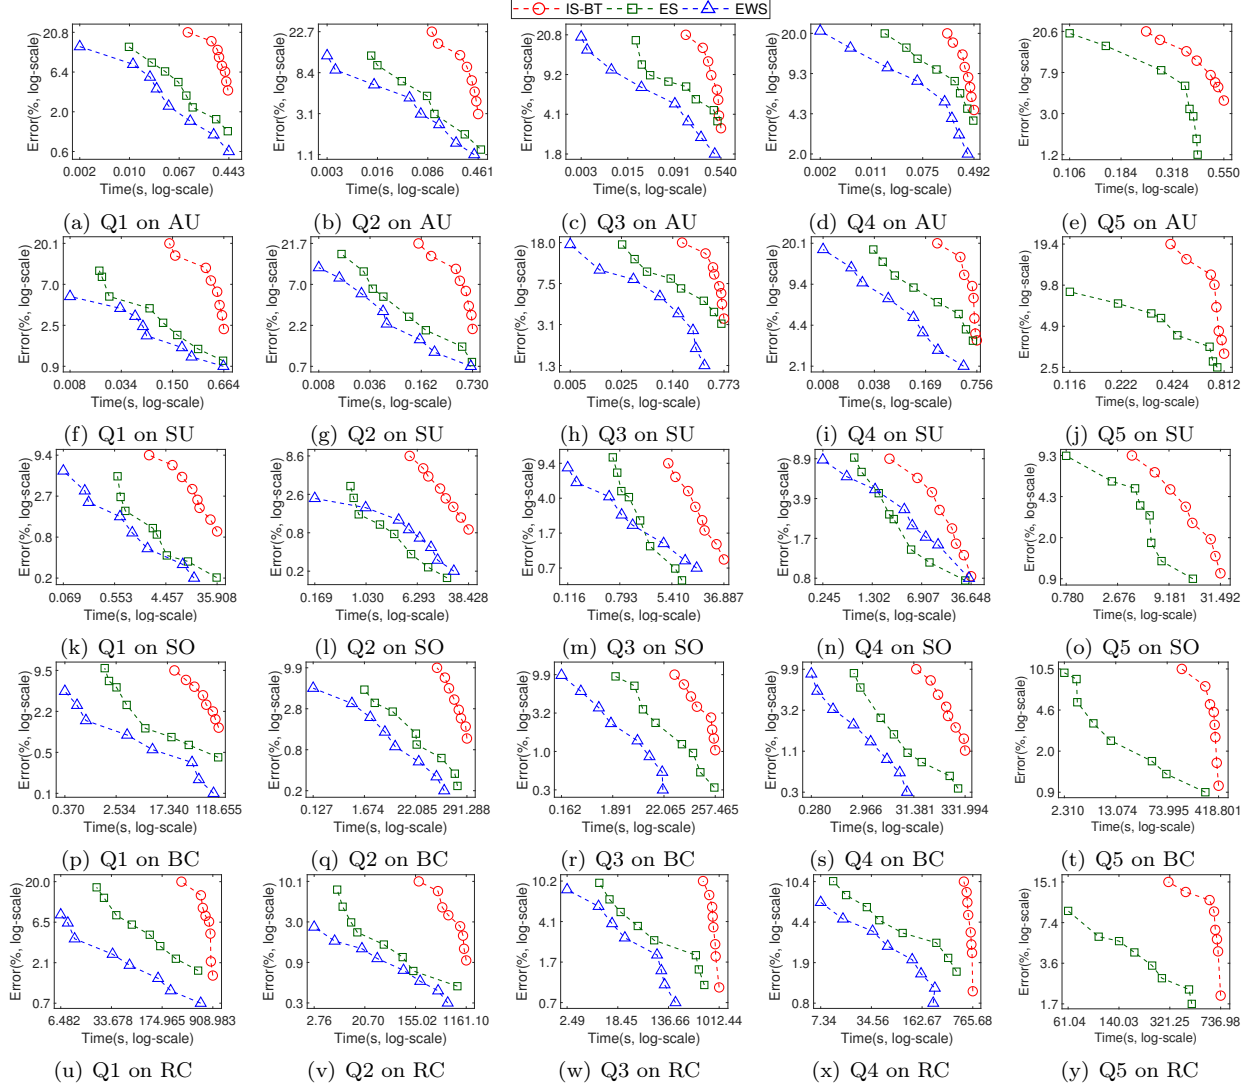 IS-BT ES EWS
20.8 6.4 2.0 0.6 Error(%, log-scale) 0.002 0.010 0.067 0.443 Time(s, log-scale)
22.7 8.4 3.1 1.1 Error(%, log-scale) 0.003 0.016 0.086 0.461 Time(s, log-scale)
20.8 9.2 4.1 1.8 Error(%, log-scale) 0.003 0.015 0.091 0.540 Time(s, log-scale)
20.0 9.3 4.3 2.0 Error(%, log-scale) 0.002 0.011 0.075 0.492 Time(s, log-scale)
20.6 7.9 3.0 1.2 Error(%, log-scale) 0.106 0.184 0.318 0.550 Time(s, log-scale)
(a) Q1 on AU (b) Q2 on AU (c) Q3 on AU (d) Q4 on AU (e) Q5 on AU
20.1 7.0 2.5 0.9 Error(%, log-scale) 0.008 0.034 0.150 0.664 Time(s, log-scale)
21.7 7.0 2.2 0.7 Error(%, log-scale) 0.008 0.036 0.162 0.730 Time(s, log-scale)
18.0 7.5 3.1 1.3 Error(%, log-scale) 0.005 0.025 0.140 0.773 Time(s, log-scale)
20.1 9.4 4.4 2.1 Error(%, log-scale) 0.008 0.038 0.169 0.756 Time(s, log-scale)
19.4 9.8 4.9 2.5 Error(%, log-scale) 0.116 0.222 0.424 0.812 Time(s, log-scale)
(f) Q1 on SU (g) Q2 on SU (h) Q3 on SU (i) Q4 on SU (j) Q5 on SU
9.4 2.7 0.8 0.2 Error(%, log-scale) 0.069 0.553 4.457 35.908 Time(s, log-scale)
8.6 2.6 0.8 0.2 Error(%, log-scale) 0.169 1.030 6.293 38.428 Time(s, log-scale)
9.4 4.0 1.7 0.7 Error(%, log-scale) 0.116 0.793 5.410 36.887 Time(s, log-scale)
8.9 3.9 1.7 0.8 Error(%, log-scale) 0.245 1.302 6.907 36.648 Time(s, log-scale)
9.3 4.3 2.0 0.9 Error(%, log-scale) 0.780 2.676 9.181 31.492 Time(s, log-scale)
(k) Q1 on SO (l) Q2 on SO (m) Q3 on SO (n) Q4 on SO (o) Q5 on SO
9.5 2.2 0.5 0.1 Error(%, log-scale) 0.370 2.534 17.340 118.655 Time(s, log-scale)
9.9 2.8 0.8 0.2 Error(%, log-scale) 0.127 1.674 22.085 291.288 Time(s, log-scale)
9.9 3.2 1.0 0.3 Error(%, log-scale) 0.162 1.891 22.065 257.465 Time(s, log-scale)
9.9 3.2 1.1 0.3 Error(%, log-scale) 0.280 2.966 31.381 331.994 Time(s, log-scale)
10.5 4.6 2.0 0.9 Error(%, log-scale) 2.310 13.074 73.995 418.801 Time(s, log-scale)
(p) Q1 on BC (q) Q2 on BC (r) Q3 on BC (s) Q4 on BC (t) Q5 on BC
20.0 6.5 2.1 0.7 Error(%, log-scale) 6.482 33.678 174.965 908.983 Time(s, log-scale)
10.1 3.0 0.9 0.3 Error(%, log-scale) 2.76 20.70 155.02 1161.10 Time(s, log-scale)
10.2 4.1 1.7 0.7 Error(%, log-scale) 2.49 18.45 136.66 1012.44 Time(s, log-scale)
10.4 4.4 1.9 0.8 Error(%, log-scale) 7.34 34.56 162.67 765.68 Time(s, log-scale)
15.1 7.4 3.6 1.7 Error(%, log-scale) 61.04 140.03 321.25 736.98 Time(s, log-scale)
(u) Q1 on RC (v) Q2 on RC (w) Q3 on RC (x) Q4 on RC (y) Q5 on RC